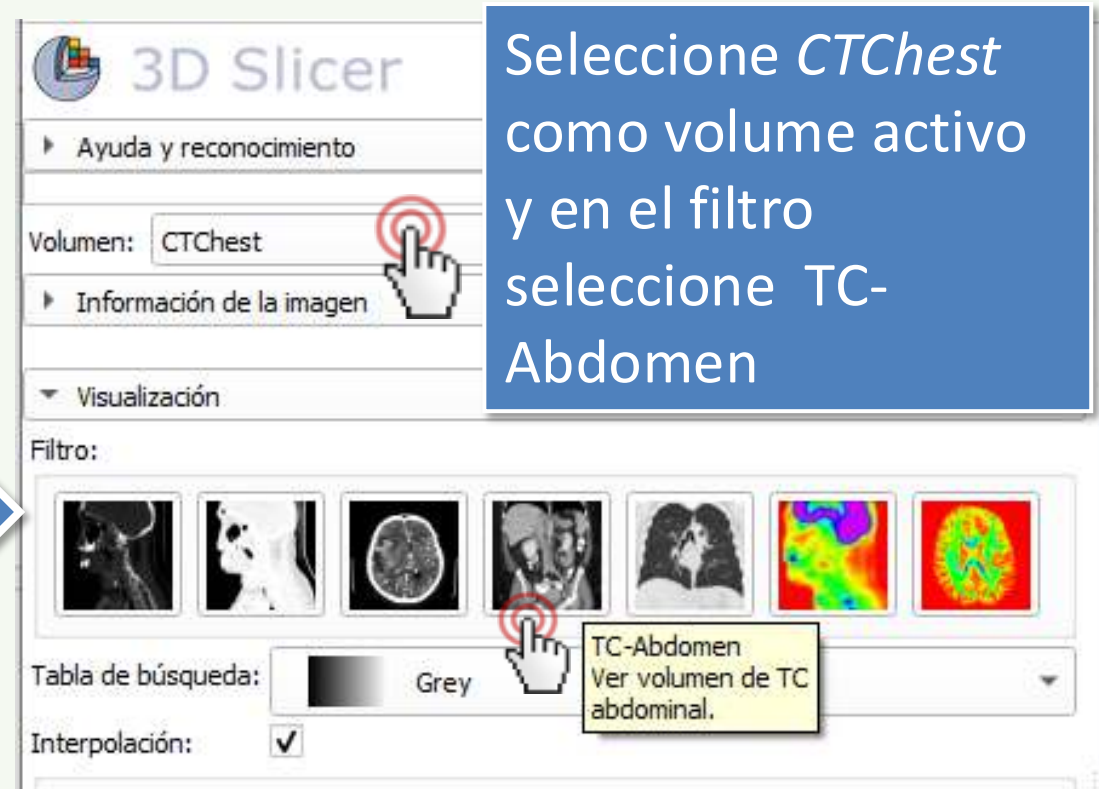 3D Slicer
Seleccione CTChest
como volume activo
y en el filtro
seleccione TC-
Abdomen
Ayuda y reconocimiento
Volumen: CTChest
Información de la imagen
Visualización
Filtro:
TC-Abdomen
Ver volumen de TC
abdominal.
Tabla de búsqueda: Grey
Interpolación: